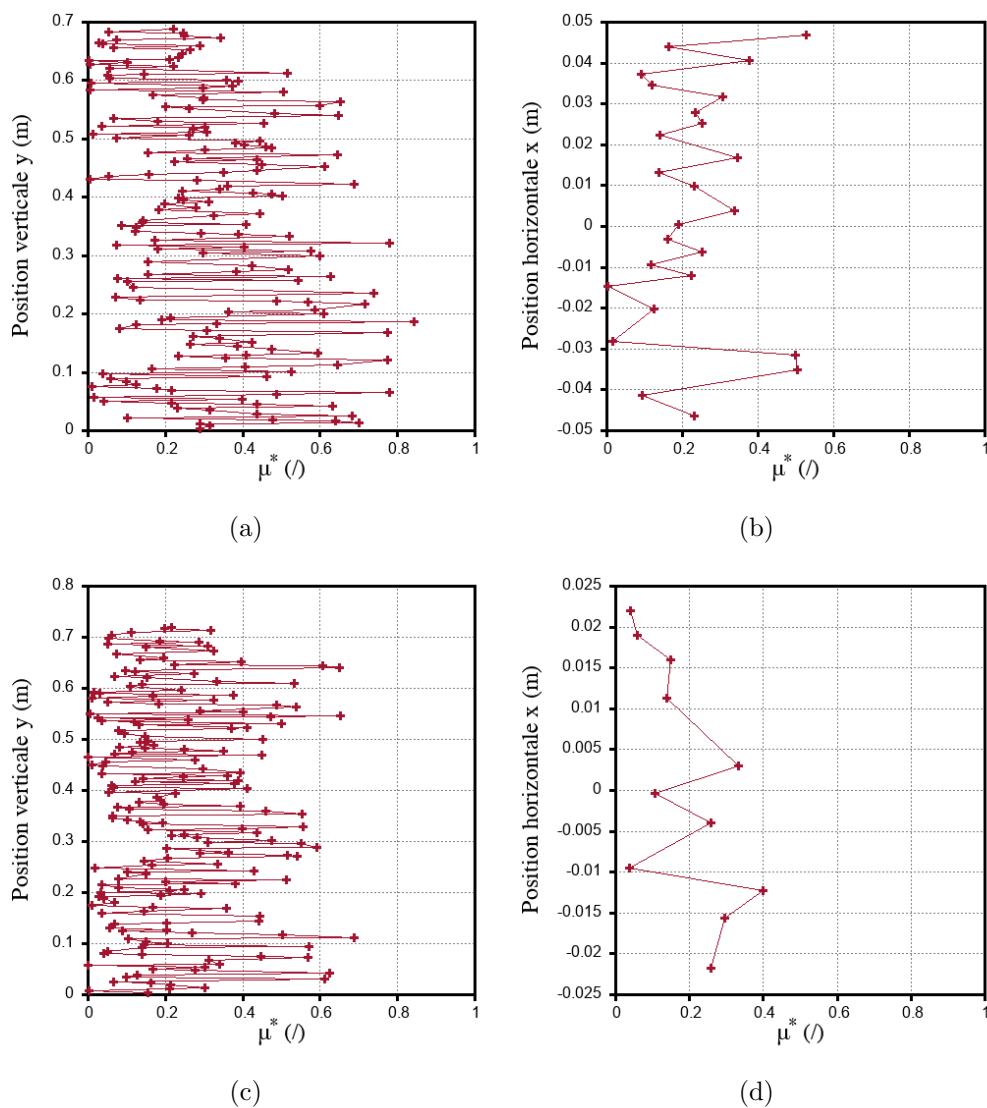 0.7
0.6
0.5
0.4
0.3
0.2
0.1
0
Position verticale y (m)
0 0.2 0.4 0.6 0.8 1
μ* (/)
(a)
0.05
0.04
0.03
0.02
0.01
0
-0.01
-0.02
-0.03
-0.04
-0.05
Position horizontale x (m)
0 0.2 0.4 0.6 0.8 1
μ* (/)
(b)
0.8
0.7
0.6
0.5
0.4
0.3
0.2
0.1
0
Position verticale y (m)
0 0.2 0.4 0.6 0.8 1
μ* (/)
(c)
0.025
0.02
0.015
0.01
0.005
0
-0.005
-0.01
-0.015
-0.02
-0.025
Position horizontale x (m)
0 0.2 0.4 0.6 0.8 1
μ* (/)
(d)